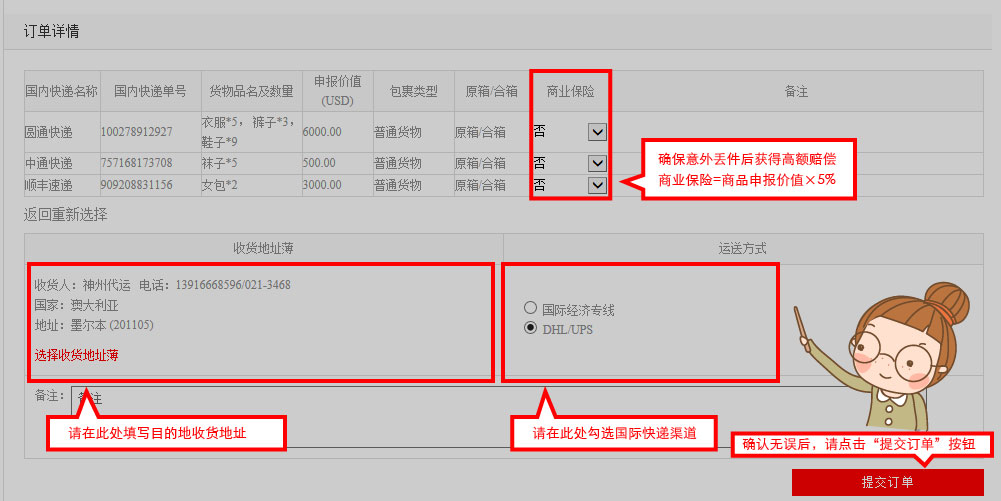 订单详情
国内快递名称 国内快递单号 货物品名及数量 申报价值(USD) 包裹类型 原箱/合箱 商业保险 备注
圆通快递 100278912927 衣服*5， 裤子*3， 鞋子*9 6000.00 普通货物 原箱/合箱 否
中通快递 757168173708 袜子*5 500.00 普通货物 原箱/合箱 否
顺丰速递 909208831156 女包*2 3000.00 普通货物 原箱/合箱 否
确保意外丢件后获得高额赔偿
商业保险=商品申报价值×5%
返回重新选择
收货地址薄 运送方式
收货人：神州代运 电话：13916668596/021-3468
国家：澳大利亚
地址：墨尔本 (201105)
选择收货地址薄
国际经济专线
DHL/UPS
备注： 备注
请在此处填写目的地收货地址
请在此处勾选国际快递渠道
确认无误后，请点击“提交订单”按钮
提交订单